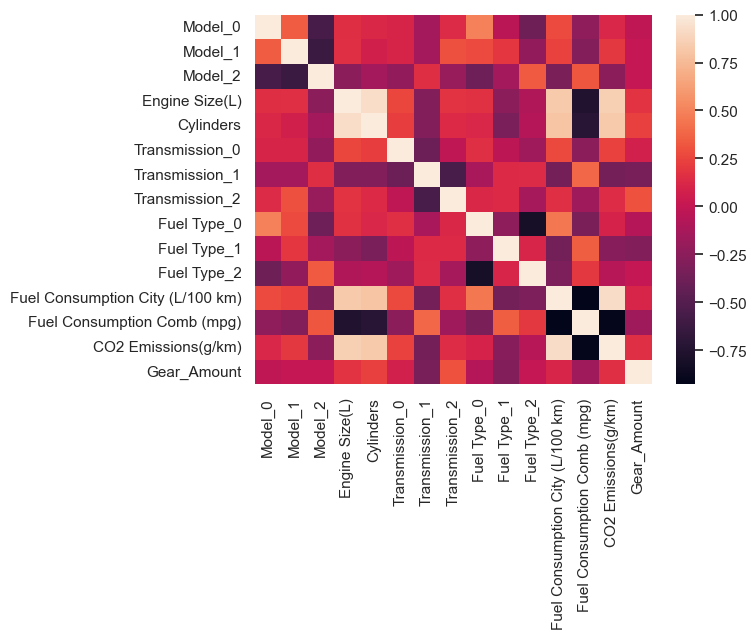 Model_0
Model_1
Model_2
Engine Size(L)
Cylinders
Transmission_0
Transmission_1
Transmission_2
Fuel Type_0
Fuel Type_1
Fuel Type_2
Fuel Consumption City (L/100 km)
Fuel Consumption Comb (mpg)
CO2 Emissions(g/km)
Gear_Amount
Model_0
Model_1
Model_2
Engine Size(L)
Cylinders
Transmission_0
Transmission_1
Transmission_2
Fuel Type_0
Fuel Type_1
Fuel Type_2
Fuel Consumption City (L/100 km)
Fuel Consumption Comb (mpg)
CO2 Emissions(g/km)
Gear_Amount
1.00
0.75
0.50
0.25
0.00
−0.25
−0.50
−0.75